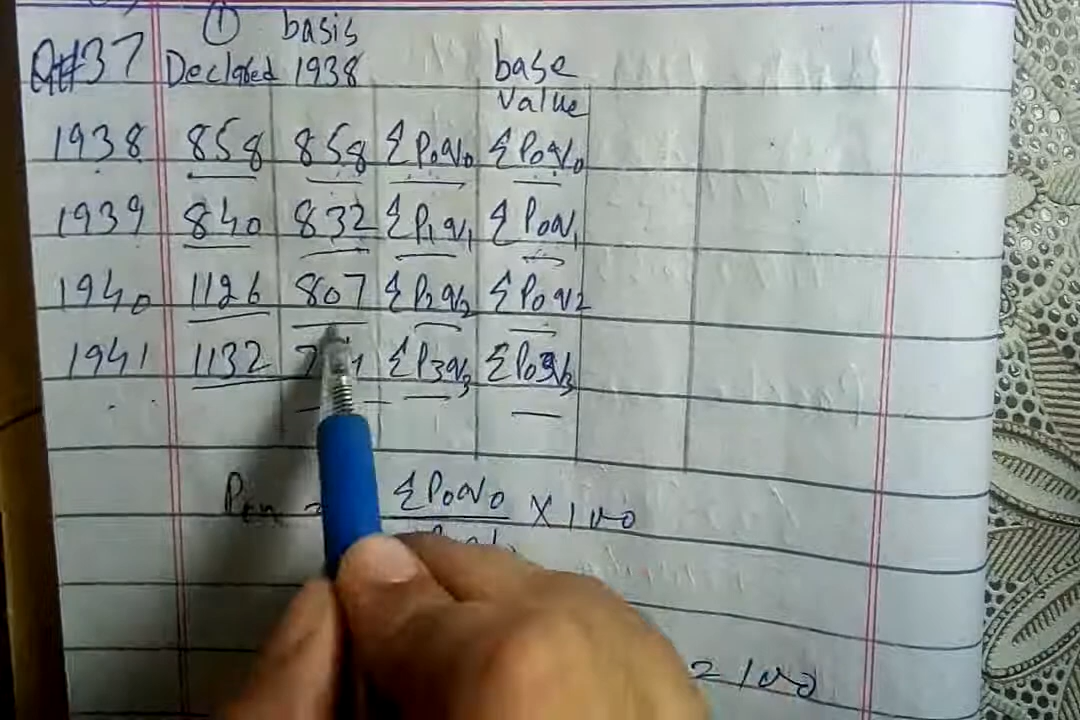 ① basis
Q#37 Declared 1938 base
value
1938 858 858 ΣP₀q₀ ΣP₀q₀
1939 840 832 ΣP₁q₁ ΣP₀q₁
1940 1126 807 ΣP₂q₂ ΣP₀q₂
1941 1132 ΣP₃q₃ ΣP₀q₃
ΣP₀q₀ × 100
= 100